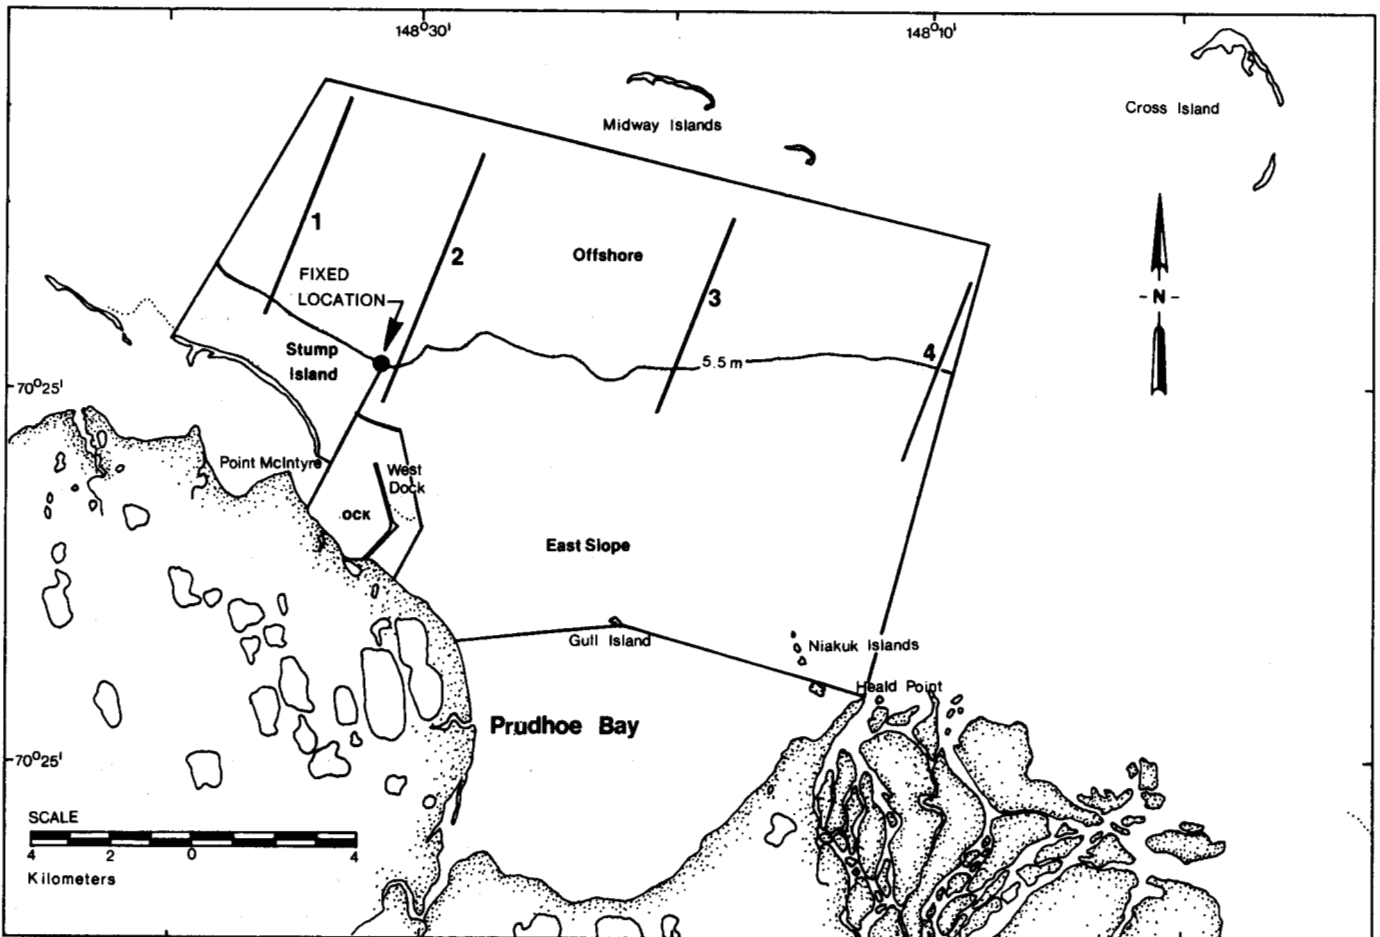 148°30'
148°10'
Cross Island
Midway Islands
1
2
Offshore
3
FIXED
LOCATION
- N -
Stump
Island
4
5.5 m
70°25'
Point McIntyre
West
Dock
OCK
East Slope
Gull Island
Niakuk Islands
Heald Point
Prudhoe Bay
70°25'
SCALE
4 2 0 4
Kilometers